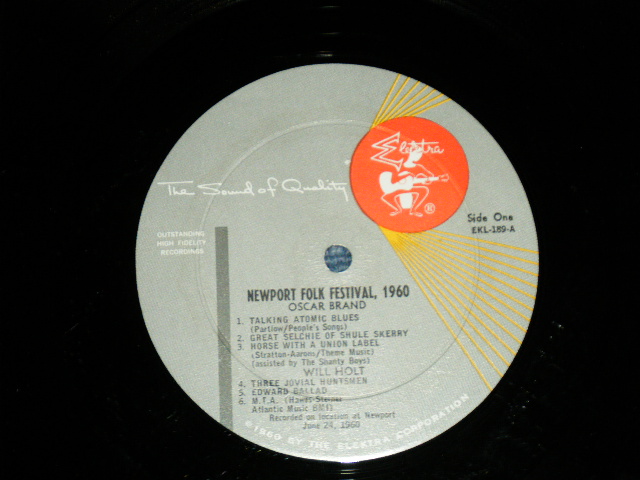 Elektra
®
The Sound of Quality
Side One
EKL-189-A
OUTSTANDING
HIGH FIDELITY
RECORDINGS
NEWPORT FOLK FESTIVAL, 1960
OSCAR BRAND
1. TALKING ATOMIC BLUES
(Partlow/People's Songs)
2. GREAT SELCHIE OF SHULE SKERRY
3. HORSE WITH A UNION LABEL
(Stratton-Aarons/Theme Music)
(assisted by The Shanty Boys)
WILL HOLT
4. THREE JOVIAL HUNTSMEN
5. EDWARD BALLAD
6. M.T.A. (Hawes-Steiner
Atlantic Music BMI)
Recorded on location at Newport
June 24, 1960
©1960 BY THE ELEKTRA CORPORATION